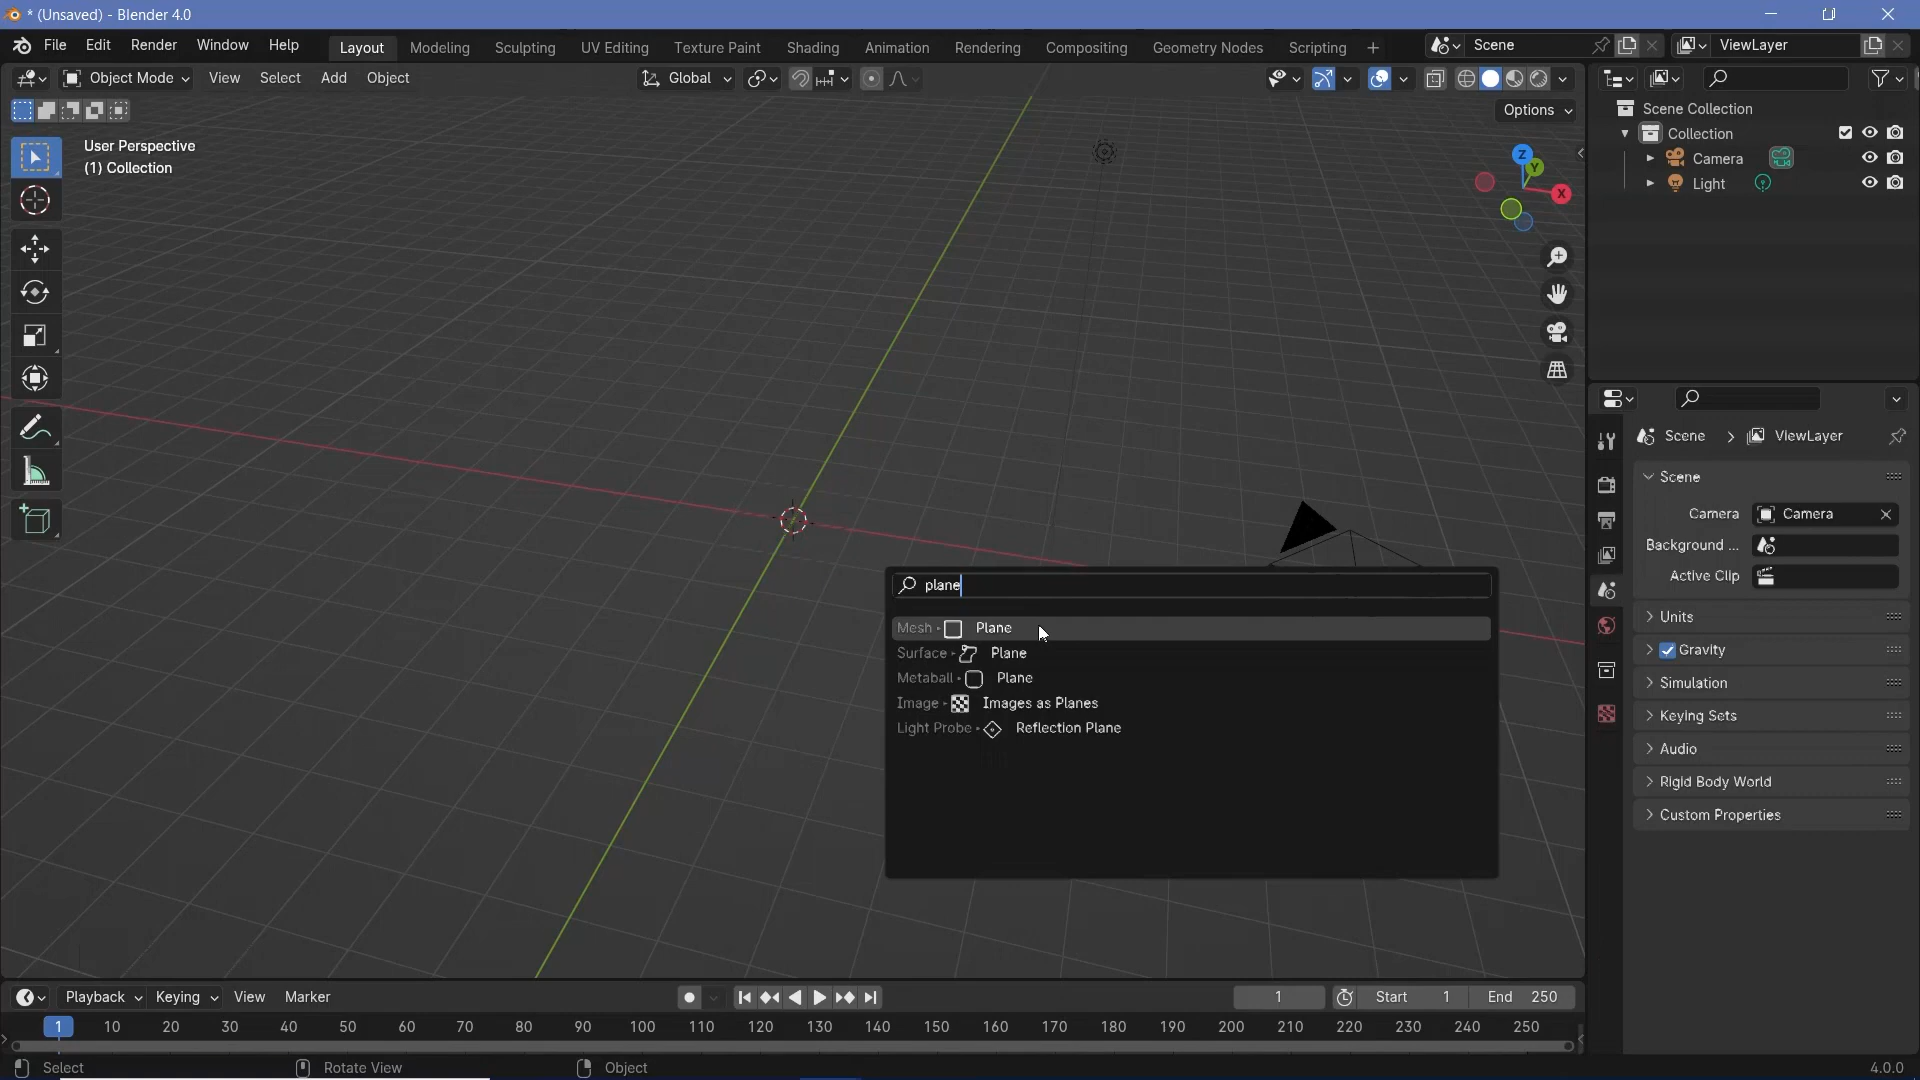 * (Unsaved) - Blender 4.0
File Edit Render Window Help Layout Modeling Sculpting UV Editing Texture Paint Shading Animation Rendering Compositing Geometry Nodes Scripting + Scene ViewLayer
Object Mode View Select Add Object Global
Options
User Perspective
(1) Collection
Z
Y
X
Scene Collection
Collection
Camera
Light
Scene > ViewLayer
Scene
Camera Camera
Background ...
Active Clip
Units
Gravity
Simulation
Keying Sets
Audio
Rigid Body World
Custom Properties
plane
Mesh Plane
Surface Plane
Metaball Plane
Image Images as Planes
Light Probe Reflection Plane
Playback Keying View Marker 1 Start 1 End 250
1 10 20 30 40 50 60 70 80 90 100 110 120 130 140 150 160 170 180 190 200 210 220 230 240 250
Select Rotate View Object 4.0.0